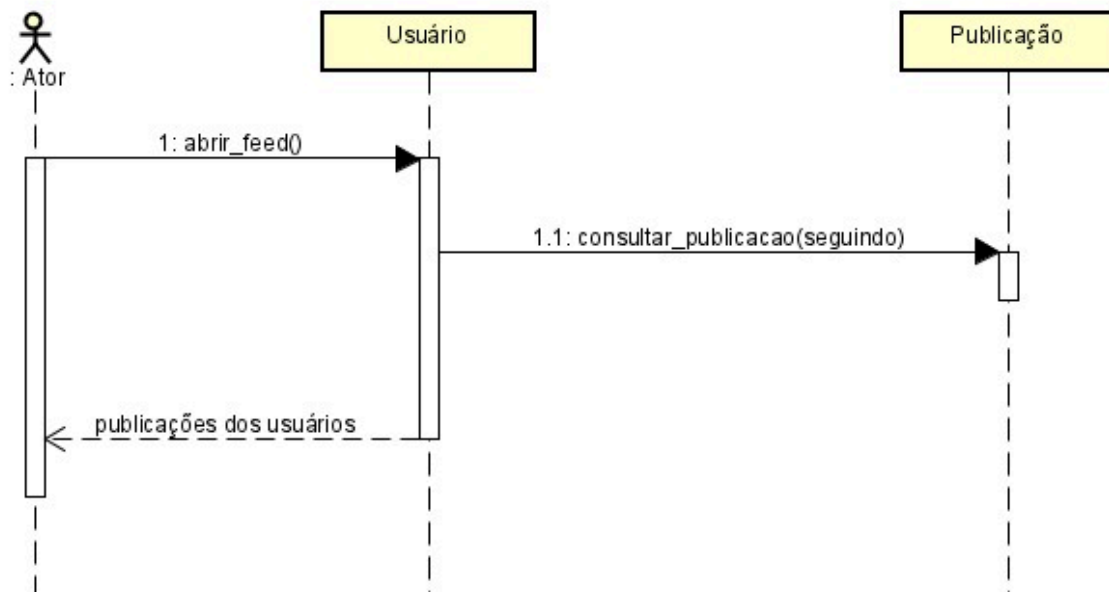 : Ator
Usuário
Publicação
1: abrir_feed()
1.1: consultar_publicacao(seguindo)
publicações dos usuários